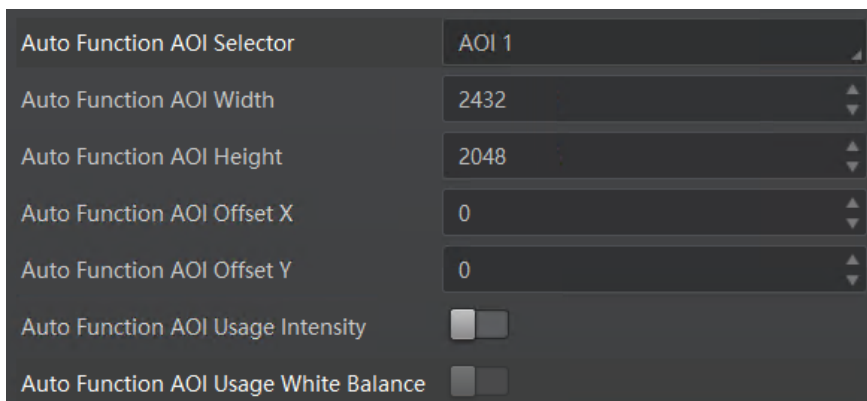 Auto Function AOI Selector AOI 1
Auto Function AOI Width 2432
Auto Function AOI Height 2048
Auto Function AOI Offset X 0
Auto Function AOI Offset Y 0
Auto Function AOI Usage Intensity
Auto Function AOI Usage White Balance